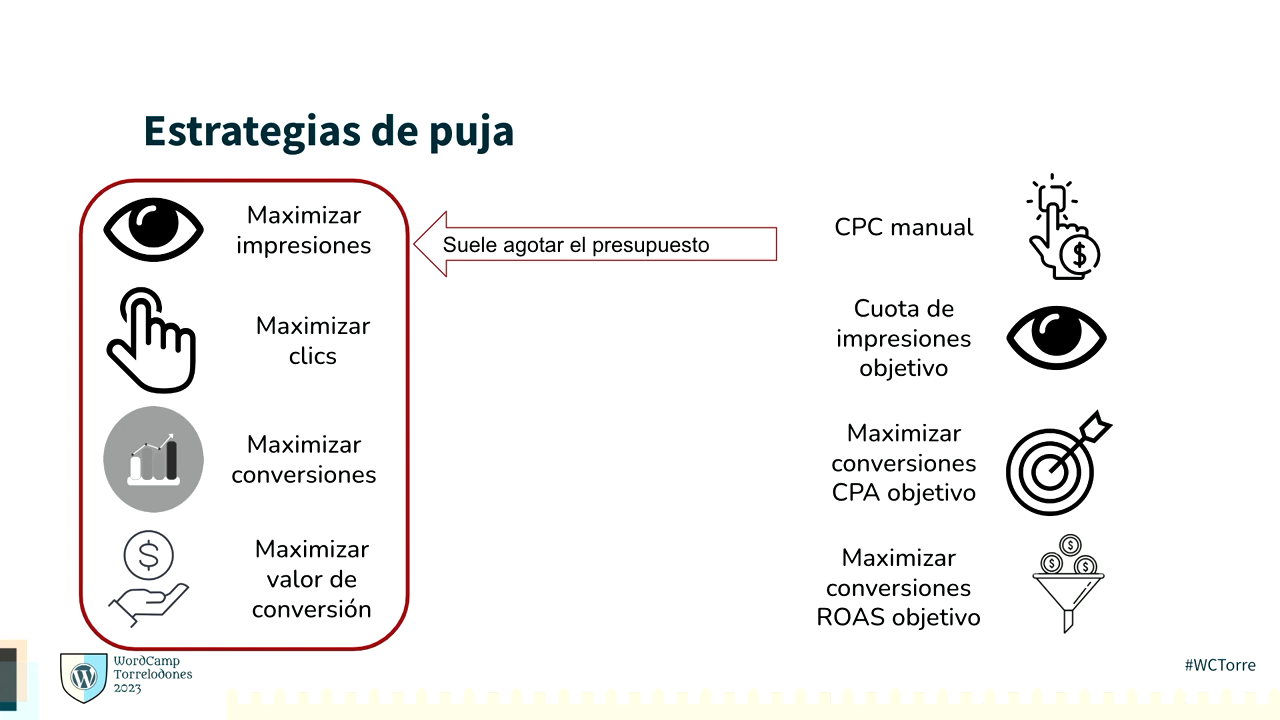 Estrategias de puja
Maximizar
impresiones
Maximizar
clics
Maximizar
conversiones
$
Maximizar
valor de
conversión
Suele agotar el presupuesto
CPC manual
$
Cuota de
impresiones
objetivo
Maximizar
conversiones
CPA objetivo
Maximizar
conversiones
ROAS objetivo
$
$
$
W
WordCamp
Torrelodones
2023
#WCTorre